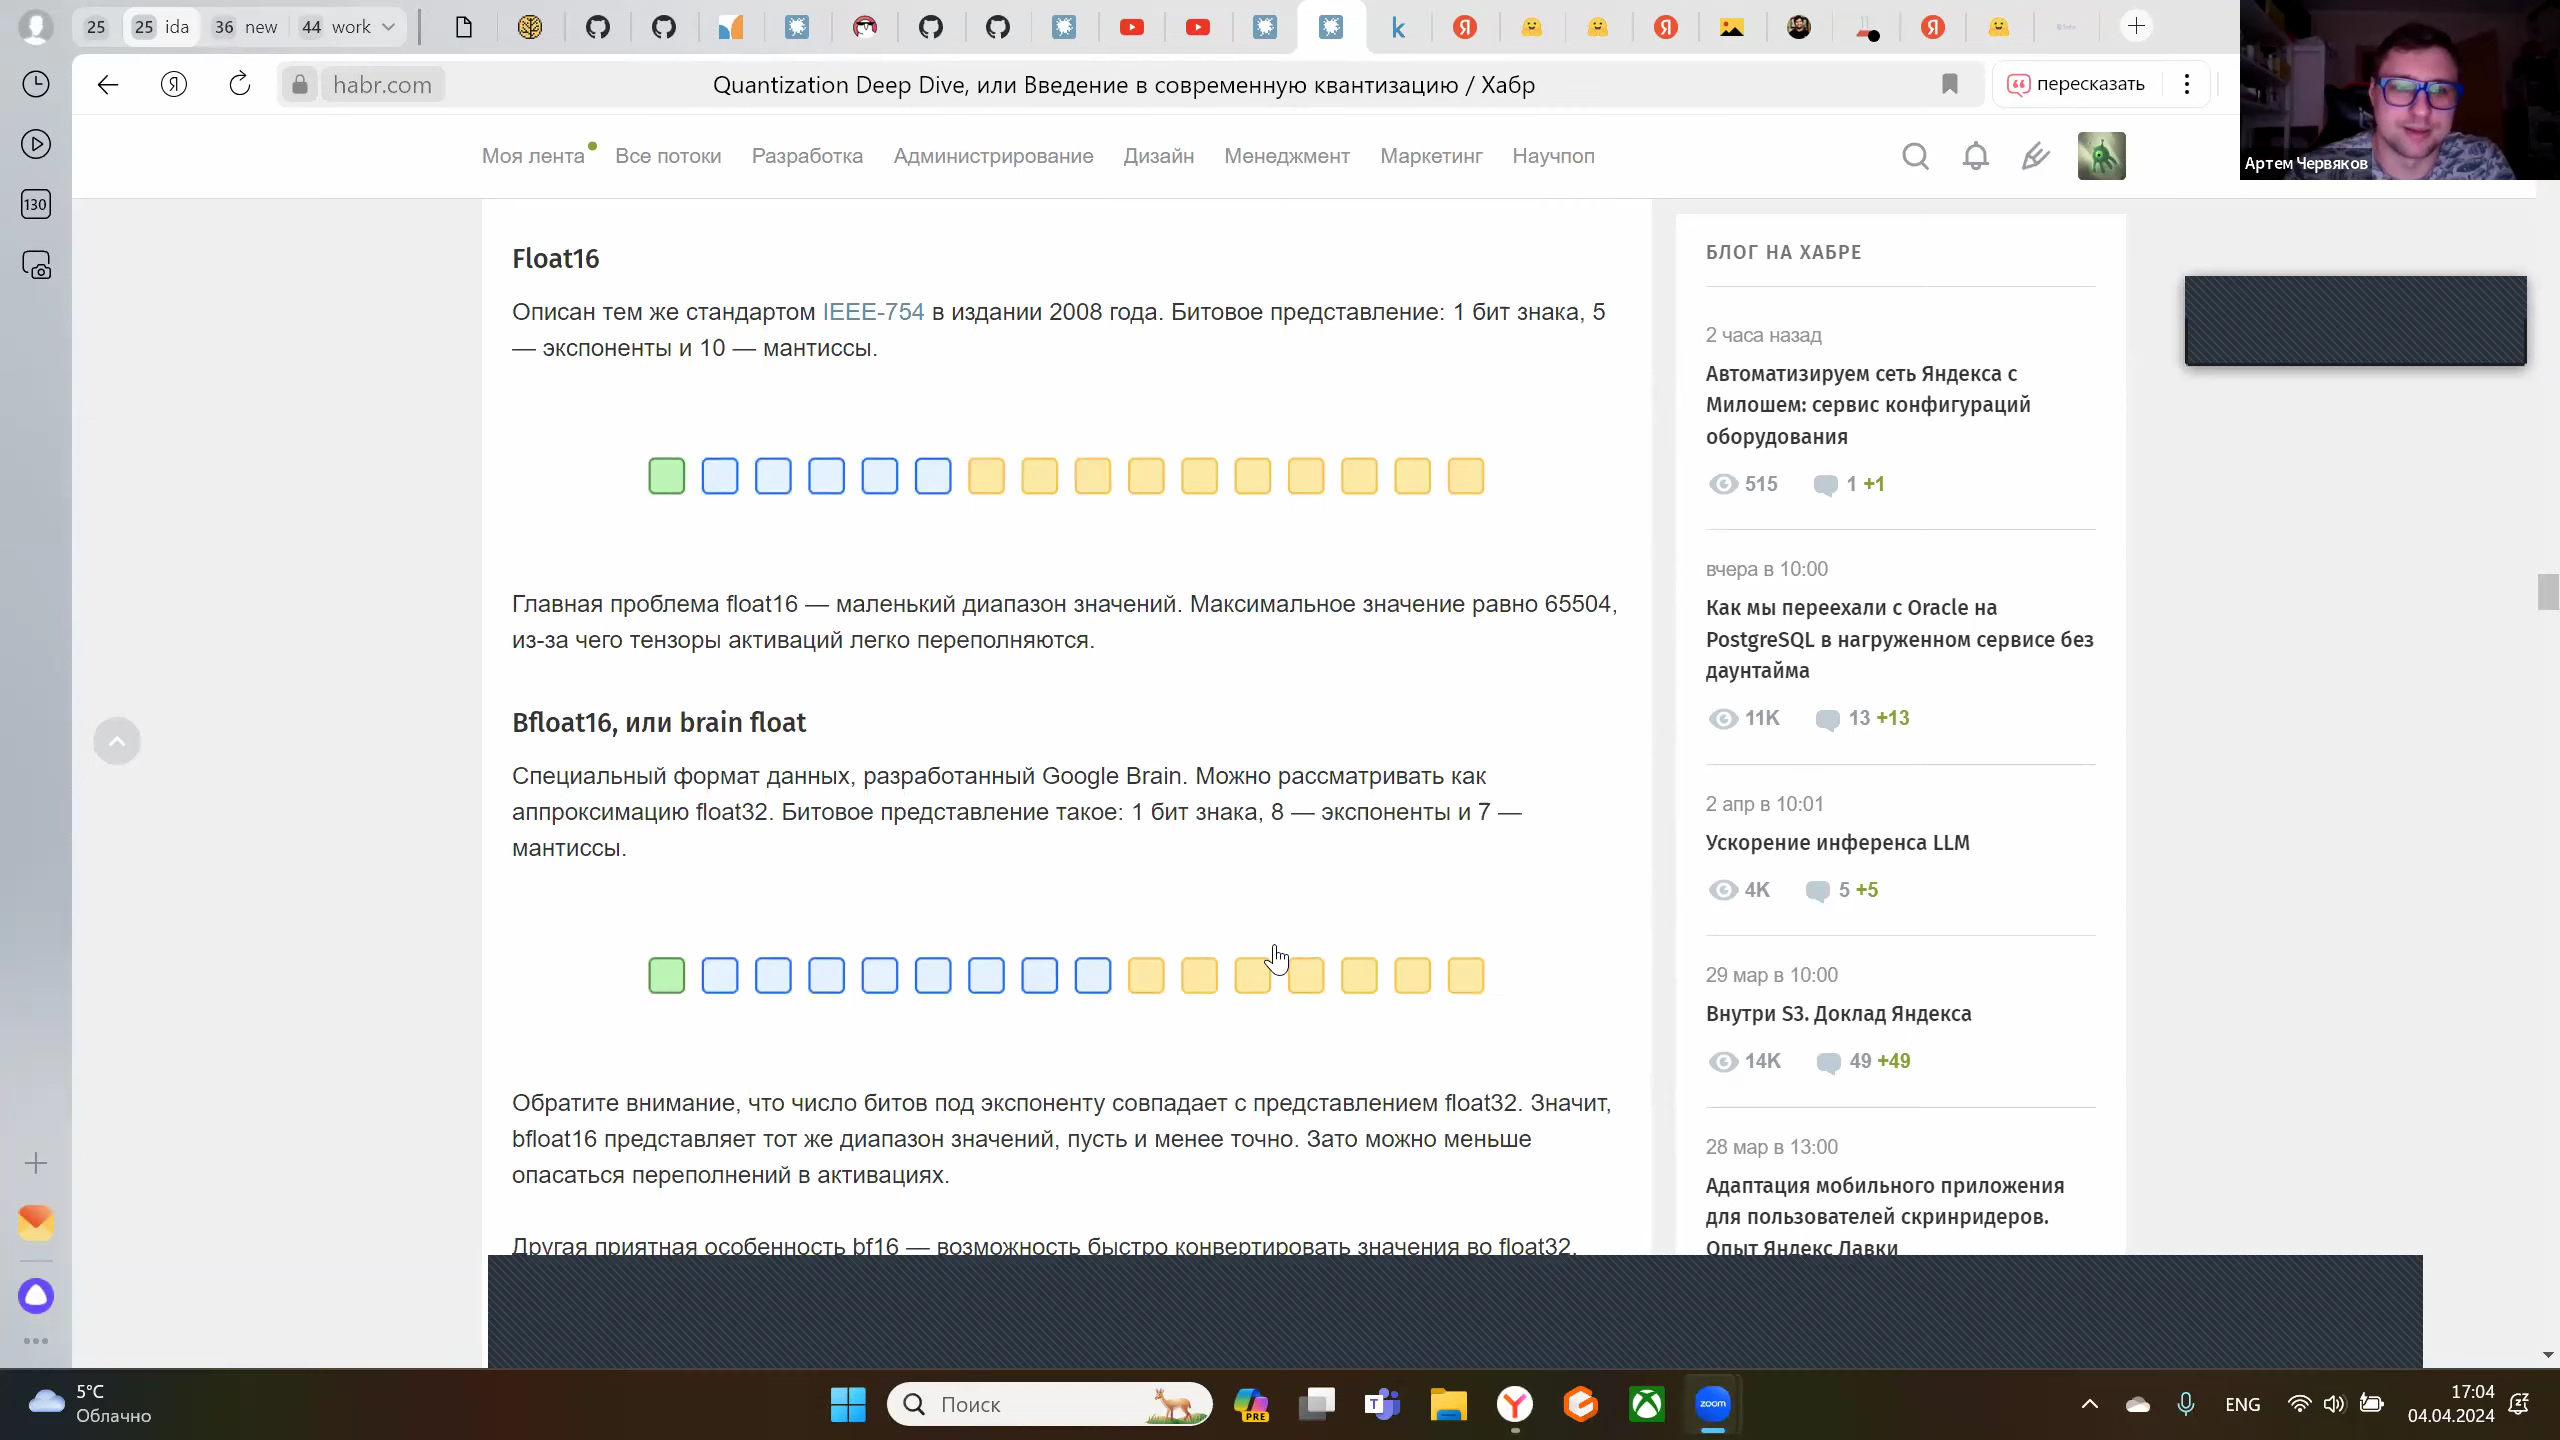 25
25 ida
36 new
44 work
habr.com
Quantization Deep Dive, или Введение в современную квантизацию / Хабр
пересказать
Артем Червяков
130
Моя лента Все потоки Разработка Администрирование Дизайн Менеджмент Маркетинг Научпоп
Float16
Описан тем же стандартом IEEE-754 в издании 2008 года. Битовое представление: 1 бит знака, 5
— экспоненты и 10 — мантиссы.
Главная проблема float16 — маленький диапазон значений. Максимальное значение равно 65504,
из-за чего тензоры активаций легко переполняются.
Bfloat16, или brain float
Специальный формат данных, разработанный Google Brain. Можно рассматривать как
аппроксимацию float32. Битовое представление такое: 1 бит знака, 8 — экспоненты и 7 —
мантиссы.
Обратите внимание, что число битов под экспоненту совпадает с представлением float32. Значит,
bfloat16 представляет тот же диапазон значений, пусть и менее точно. Зато можно меньше
опасаться переполнений в активациях.
Другая приятная особенность bf16 — возможность быстро конвертировать значения во float32.
БЛОГ НА ХАБРЕ
2 часа назад
Автоматизируем сеть Яндекса с
Милошем: сервис конфигураций
оборудования
515 1 +1
вчера в 10:00
Как мы переехали с Oracle на
PostgreSQL в нагруженном сервисе без
даунтайма
11K 13 +13
2 апр в 10:01
Ускорение инференса LLM
4K 5 +5
29 мар в 10:00
Внутри S3. Доклад Яндекса
14K 49 +49
28 мар в 13:00
Адаптация мобильного приложения
для пользователей скринридеров.
Опыт Яндекс Лавки
5°C
Облачно
Поиск
PRE
zoom
ENG
17:04
04.04.2024